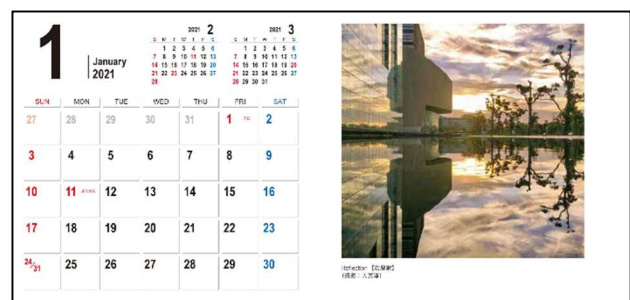 1
January
2021
2021 2
S M T W T F S
1 2 3 4 5 6
7 8 9 10 11 12 13
14 15 16 17 18 19 20
21 22 23 24 25 26 27
28
2021 3
S M T W T F S
1 2 3 4 5 6
7 8 9 10 11 12 13
14 15 16 17 18 19 20
21 22 23 24 25 26 27
28 29 30 31
SUN MON TUE WED THU FRI SAT
27 28 29 30 31 1 2
3 4 5 6 7 8 9
10 11 12 13 14 15 16
17 18 19 20 21 22 23
24/31 25 26 27 28 29 30
Reflection